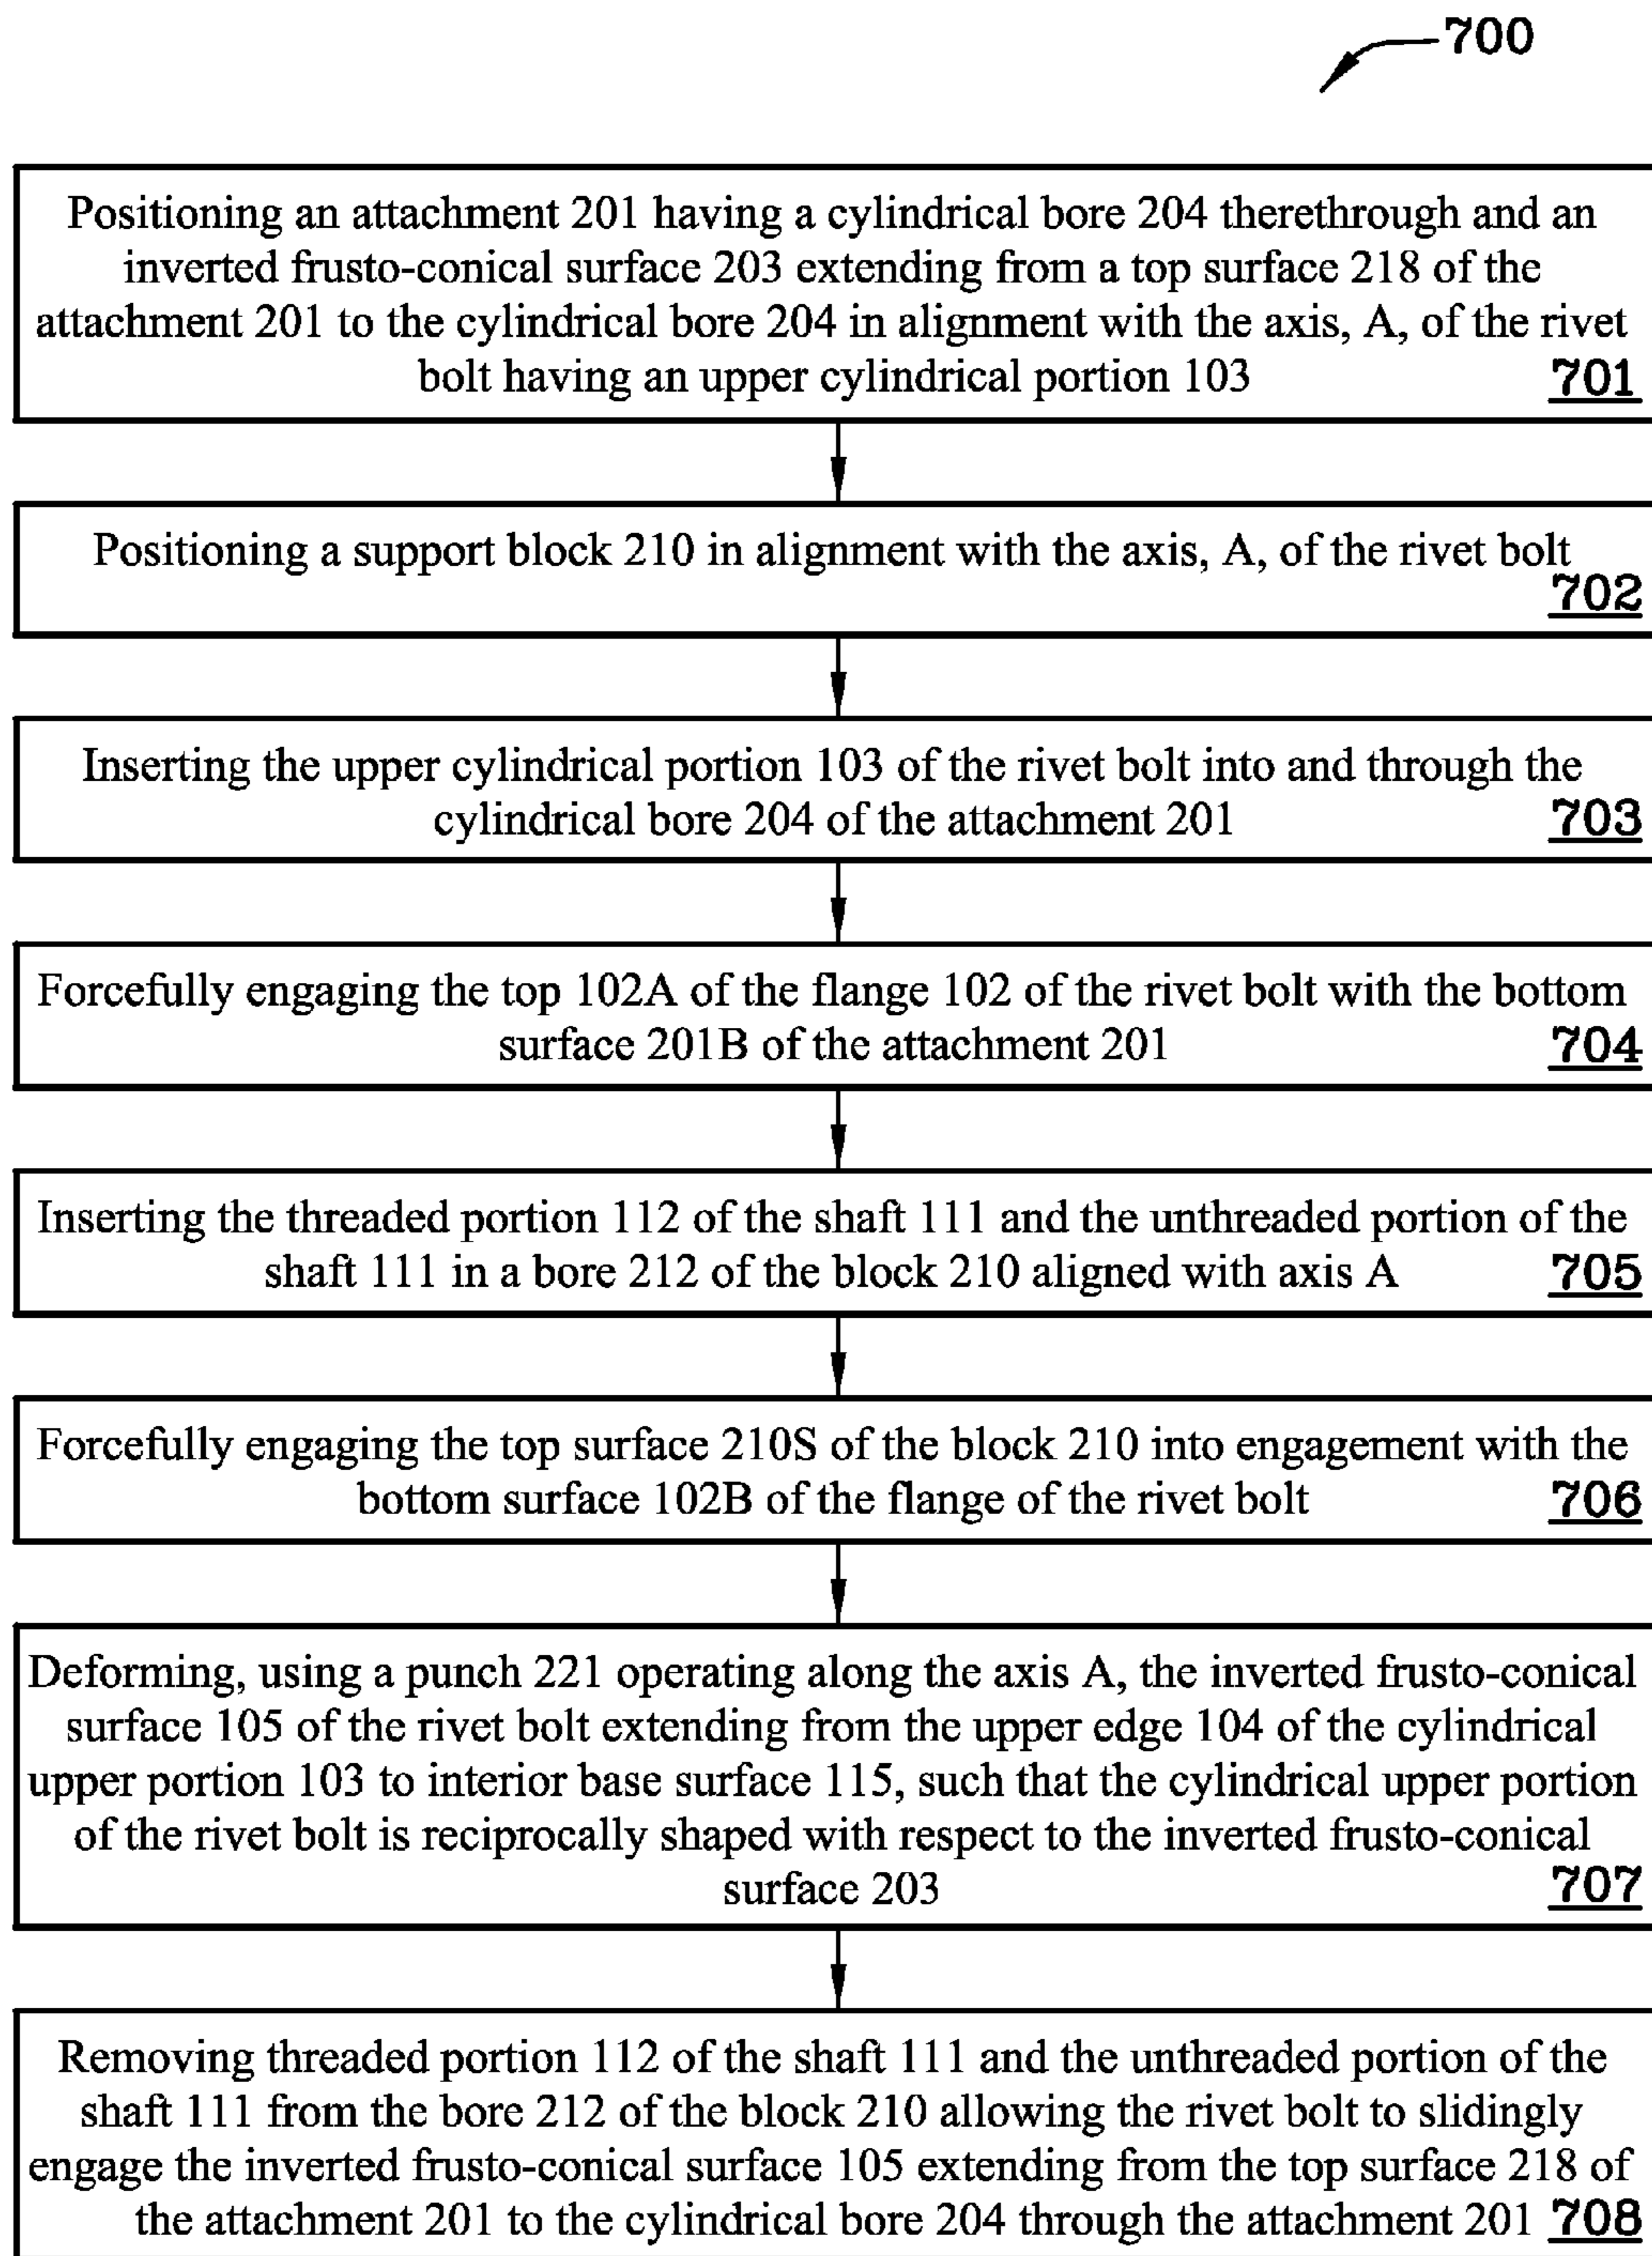 700
Positioning an attachment 201 having a cylindrical bore 204 therethrough and an
inverted frusto-conical surface 203 extending from a top surface 218 of the
attachment 201 to the cylindrical bore 204 in alignment with the axis, A, of the rivet
bolt having an upper cylindrical portion 103 701
Positioning a support block 210 in alignment with the axis, A, of the rivet bolt
702
Inserting the upper cylindrical portion 103 of the rivet bolt into and through the
cylindrical bore 204 of the attachment 201 703
Forcefully engaging the top 102A of the flange 102 of the rivet bolt with the bottom
surface 201B of the attachment 201 704
Inserting the threaded portion 112 of the shaft 111 and the unthreaded portion of the
shaft 111 in a bore 212 of the block 210 aligned with axis A 705
Forcefully engaging the top surface 210S of the block 210 into engagement with the
bottom surface 102B of the flange of the rivet bolt 706
Deforming, using a punch 221 operating along the axis A, the inverted frusto-conical
surface 105 of the rivet bolt extending from the upper edge 104 of the cylindrical
upper portion 103 to interior base surface 115, such that the cylindrical upper portion
of the rivet bolt is reciprocally shaped with respect to the inverted frusto-conical
surface 203 707
Removing threaded portion 112 of the shaft 111 and the unthreaded portion of the
shaft 111 from the bore 212 of the block 210 allowing the rivet bolt to slidingly
engage the inverted frusto-conical surface 105 extending from the top surface 218 of
the attachment 201 to the cylindrical bore 204 through the attachment 201 708